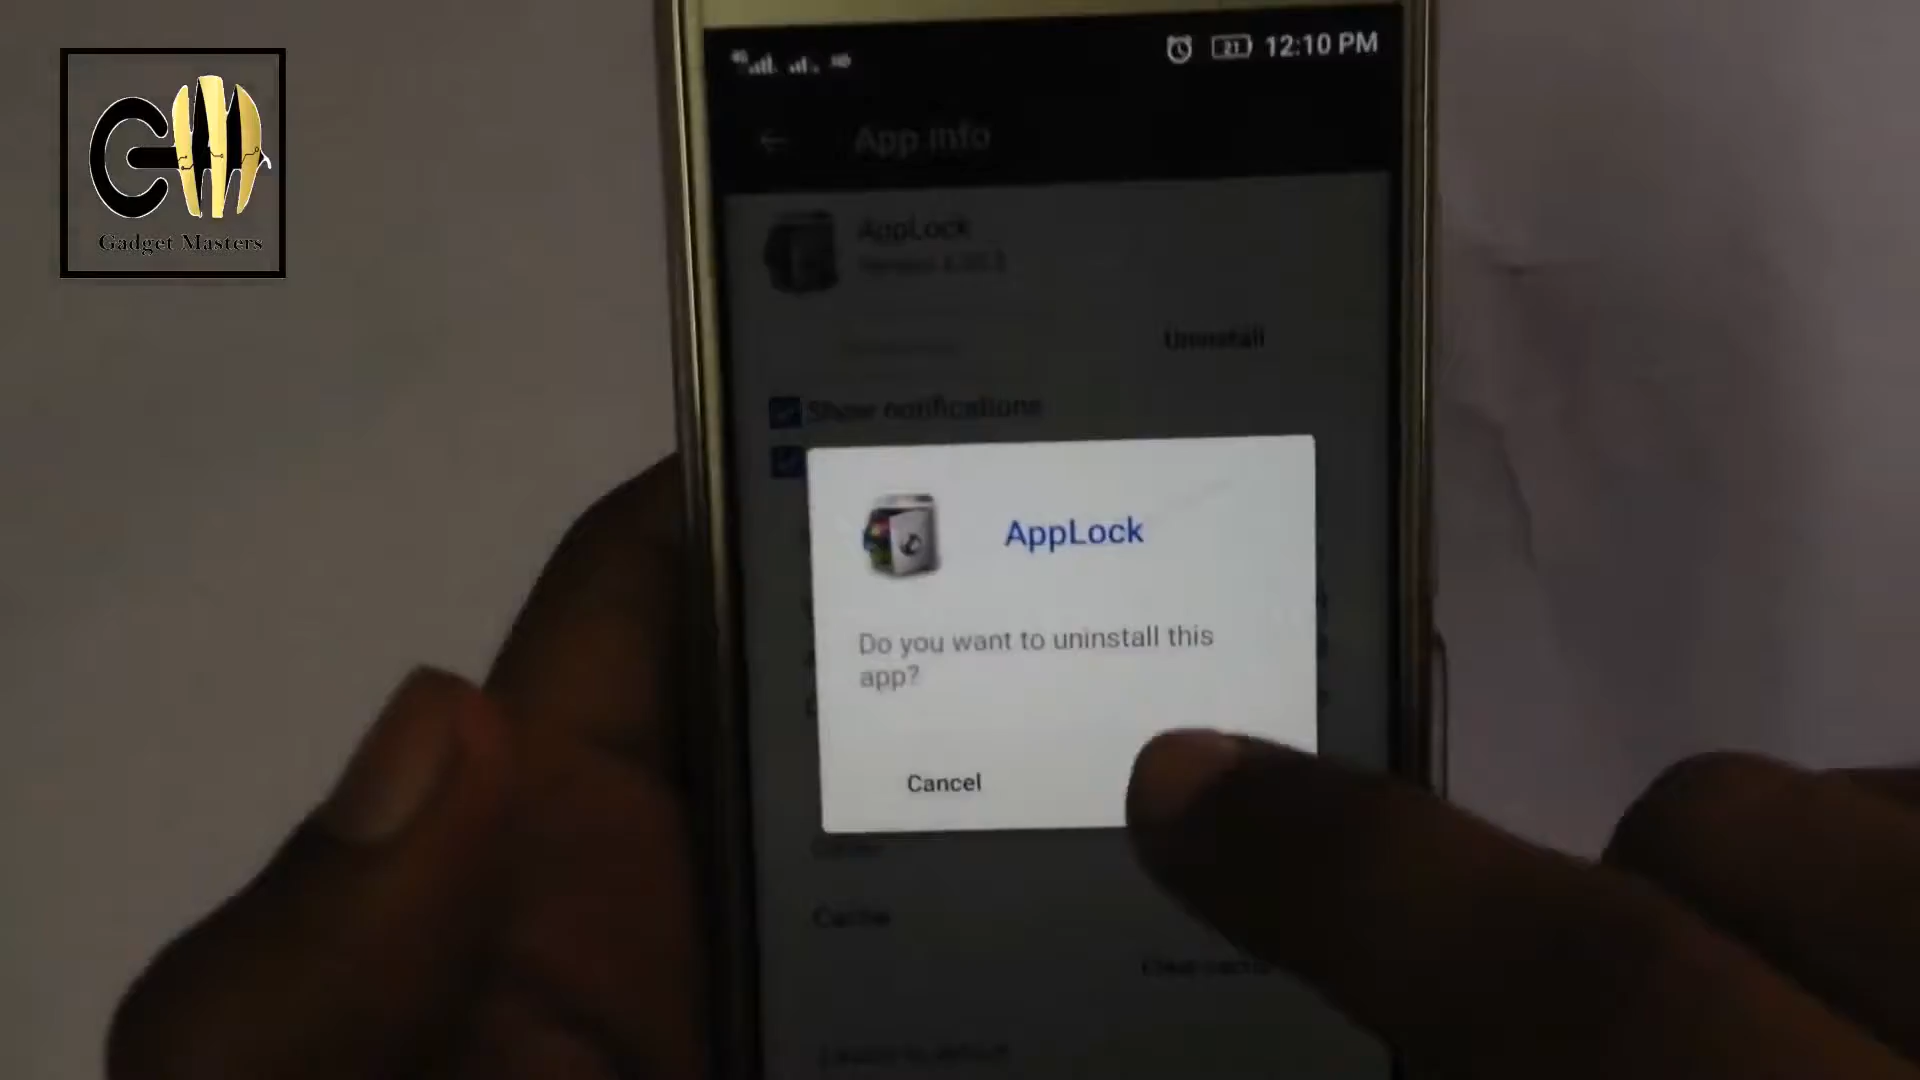 Gadget Masters
21 12:10 PM
App info
AppLock
Uninstall
Show notifications
AppLock
Do you want to uninstall this
app?
Cancel
Cache